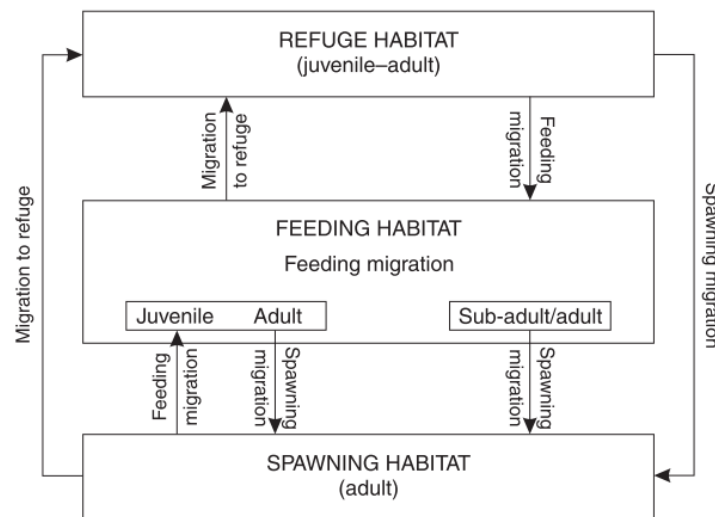 REFUGE HABITAT
(juvenile–adult)
Migration
to refuge
Feeding
migration
Migration to refuge
Spawning migration
FEEDING HABITAT
Feeding migration
Juvenile
Adult
Sub-adult/adult
Feeding
migration
Spawning
migration
Spawning
migration
SPAWNING HABITAT
(adult)